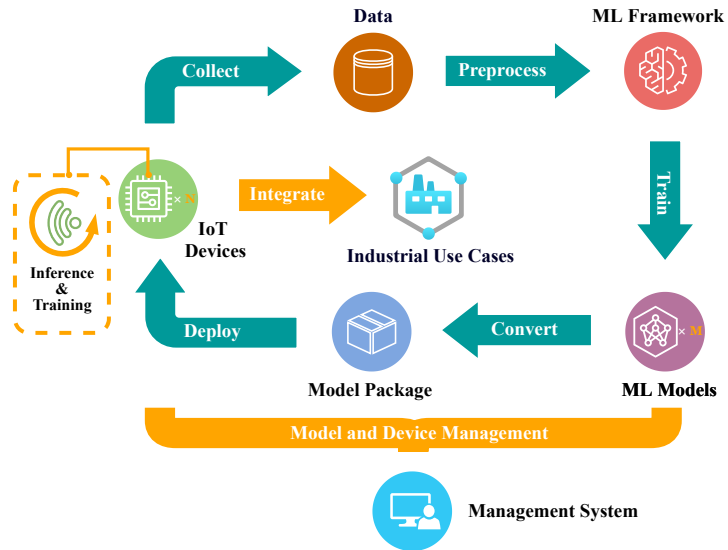 Data
ML Framework
Collect
Preprocess
Train
× N
Integrate
IoT
Devices
Industrial Use Cases
Inference
&
Training
Deploy
Convert
× M
Model Package
ML Models
Model and Device Management
Management System